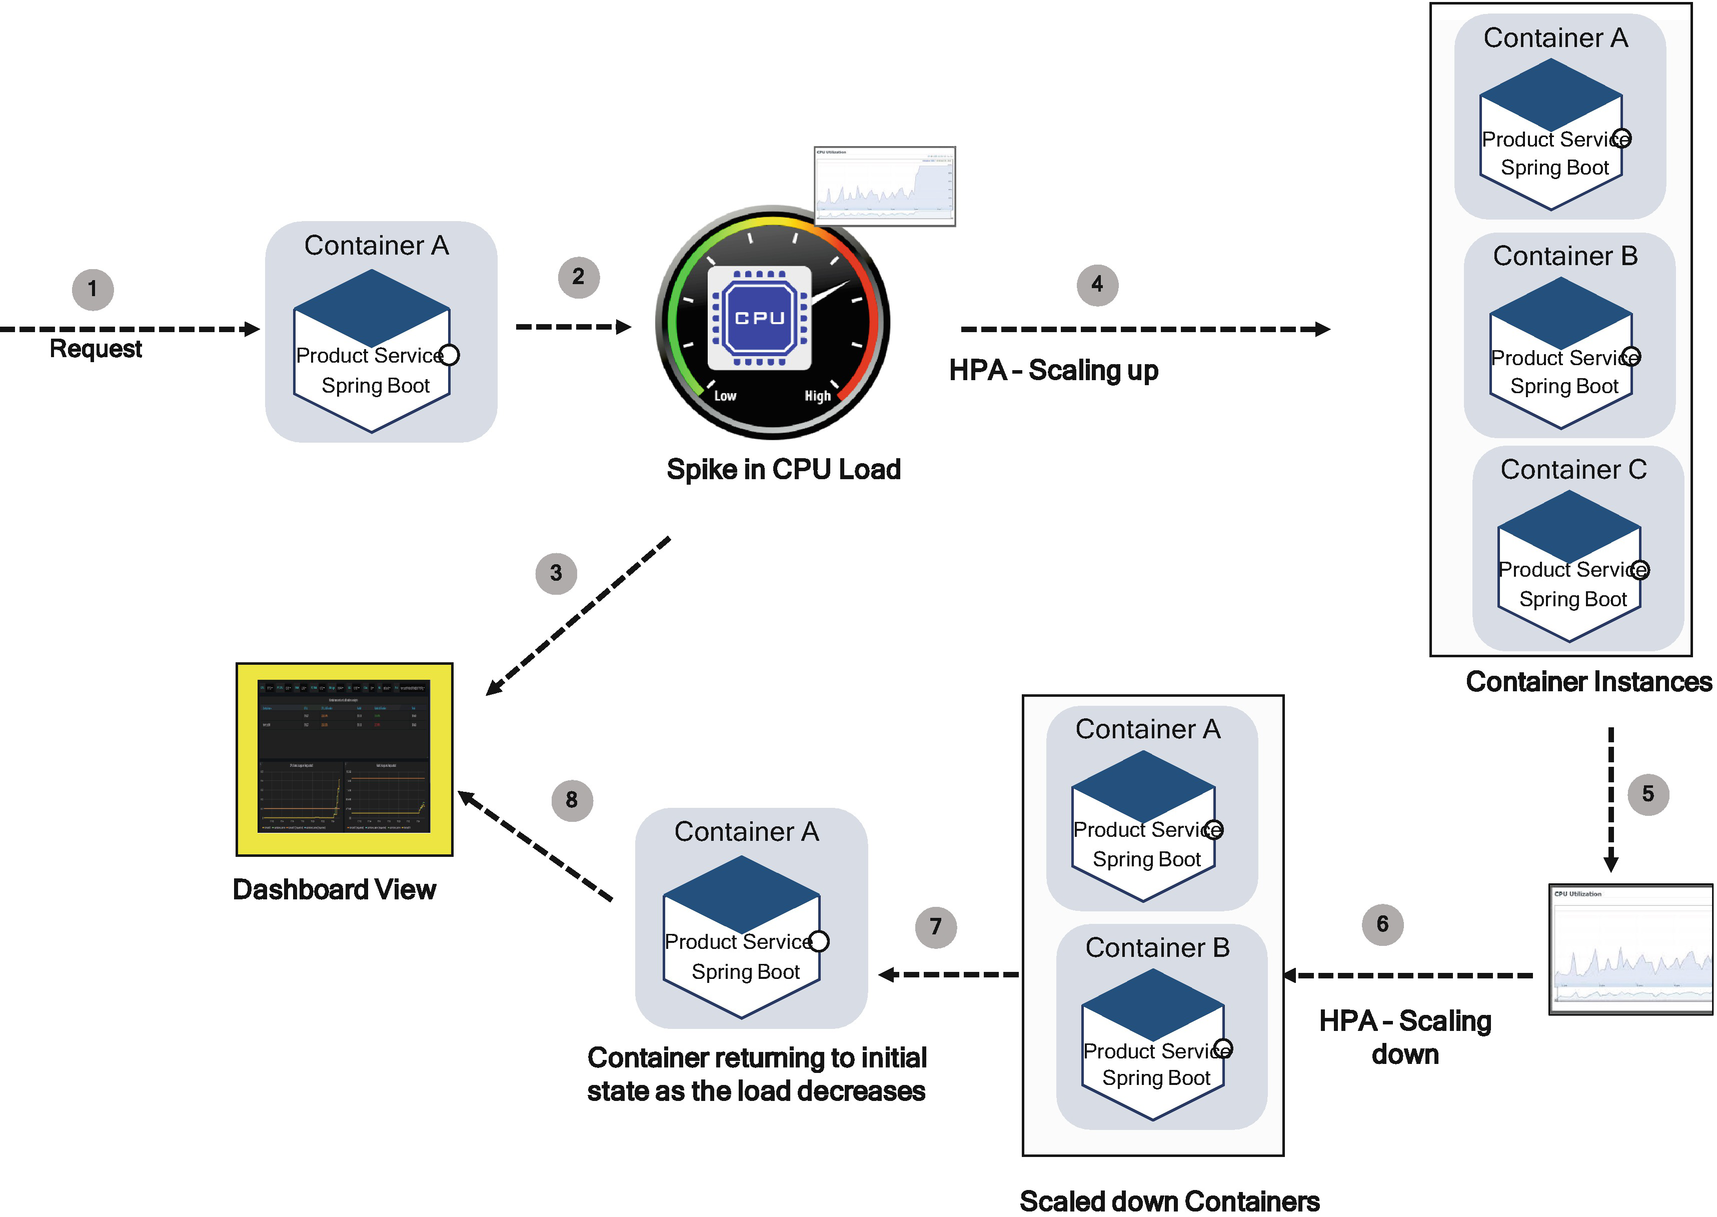 Container A
Product Service
Spring Boot
Container B
Product Service
Spring Boot
Container C
Product Service
Spring Boot
Container Instances
1
Request
Container A
Product Service
Spring Boot
2
CPU Utilization
CPU
Low
High
Spike in CPU Load
4
HPA - Scaling up
3
Dashboard View
5
CPU Utilization
6
HPA - Scaling
down
Container A
Product Service
Spring Boot
Container B
Product Service
Spring Boot
Scaled down Containers
7
Container A
Product Service
Spring Boot
Container returning to initial
state as the load decreases
8